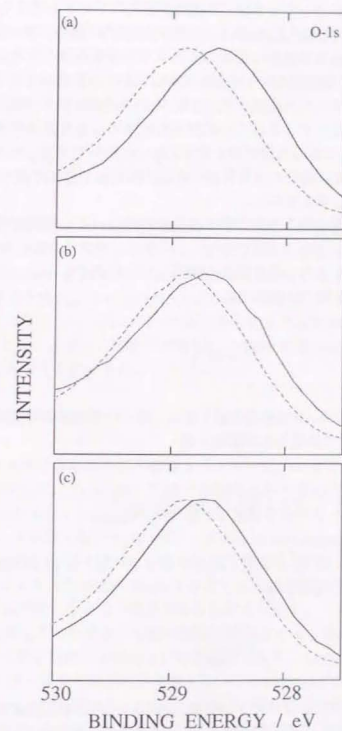 (a)
O-1s
(b)
INTENSITY
(c)
530
529
528
BINDING ENERGY / eV